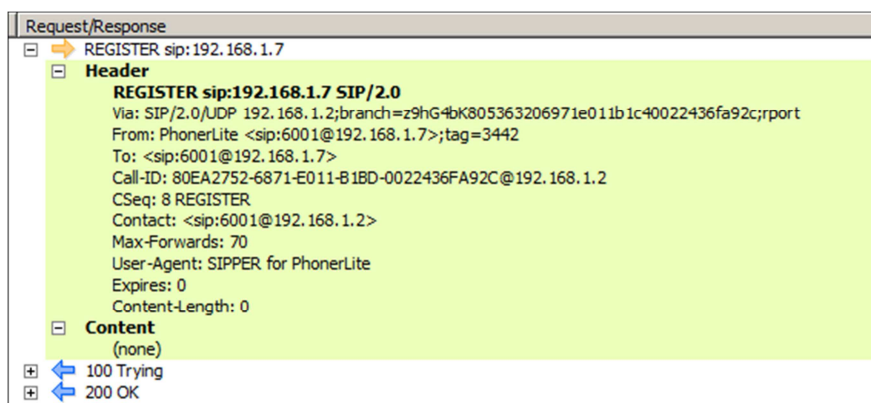 Request/Response
REGISTER sip:192.168.1.7
Header
REGISTER sip:192.168.1.7 SIP/2.0
Via: SIP/2.0/UDP 192.168.1.2;branch=z9hG4bK805363206971e011b1c40022436fa92c;rport
From: PhonerLite <sip:6001@192.168.1.7>;tag=3442
To: <sip:6001@192.168.1.7>
Call-ID: 80EA2752-6871-E011-B1BD-0022436FA92C@192.168.1.2
CSeq: 8 REGISTER
Contact: <sip:6001@192.168.1.2>
Max-Forwards: 70
User-Agent: SIPPER for PhonerLite
Expires: 0
Content-Length: 0
Content
(none)
100 Trying
200 OK